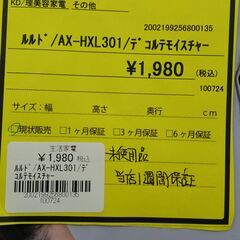 KD/理美容家電, その他
2002199256800135
ﾙﾙﾄﾞ/AX-HXL301/ﾃﾞ
ｺﾙﾃﾓｲｽﾁｬｰ
¥1,980 (税込)
100724
サイズ：幅 高さ 奥行 cm
現状販売 □1ヶ月保証 □3ヶ月保証 □6ヶ月保証
生活家電
¥1,980 税込
ﾙﾙﾄﾞ/AX-HXL301/ﾃﾞ
ｺﾙﾃﾓｲｽﾁｬｰ
2002199256800135
100724
未使用品
当店1週間保証